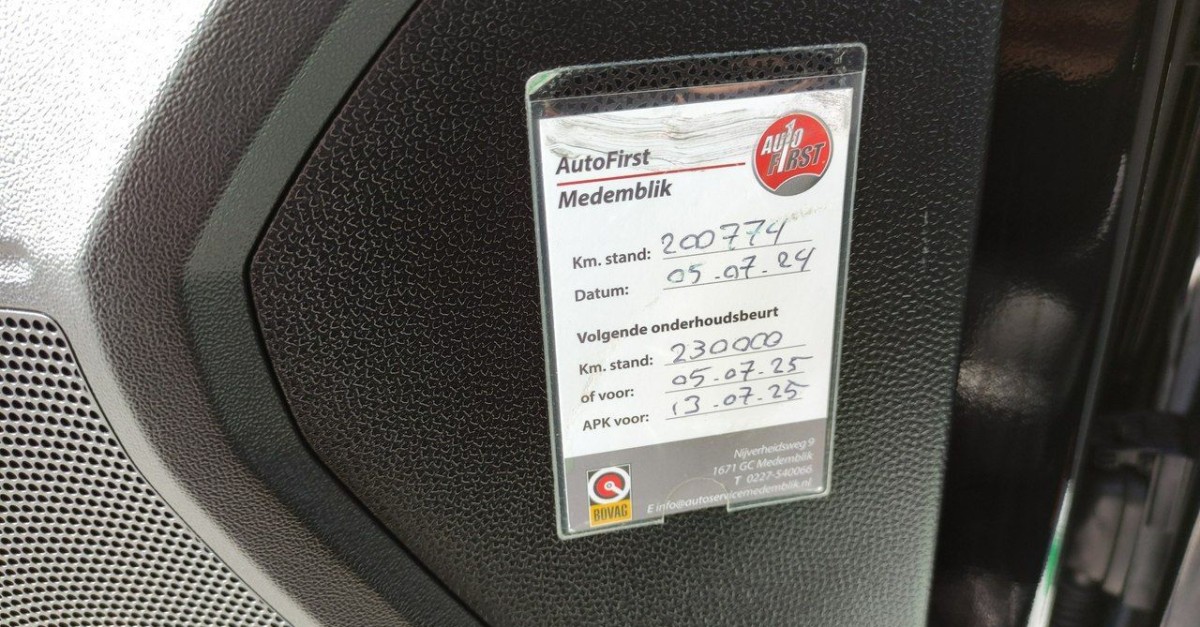 AutoFirst
Medemblik
AUTO
FIRST
Km. stand: 200774
Datum: 05.07.24
Volgende onderhoudsbeurt
Km. stand: 230000
of voor: 05.07.25
APK voor: 13.07.25
Nijverheidsweg 9
1671 GC Medemblik
T 0227-540066
E info@autoservicemedemblik.nl
BOVAG